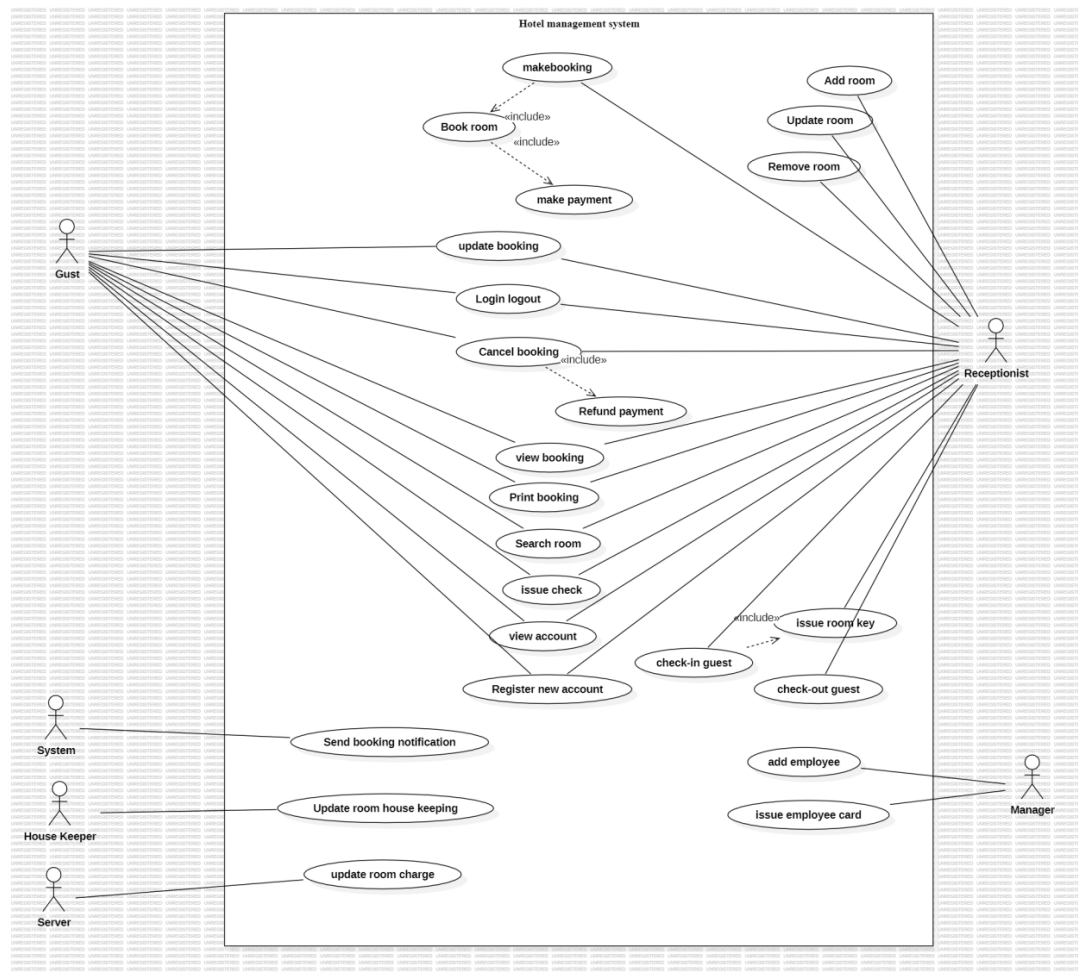 Hotel management system
makebooking
Add room
«include»
Update room
Book room
«include»
Remove room
make payment
update booking
Gust
Login logout
Cancel booking
«include»
Receptionist
Refund payment
view booking
Print booking
Search room
issue check
«include»
issue room key
view account
check-in guest
Register new account
check-out guest
System
Send booking notification
add employee
House Keeper
Update room house keeping
issue employee card
Manager
Server
update room charge
UNREGISTERED